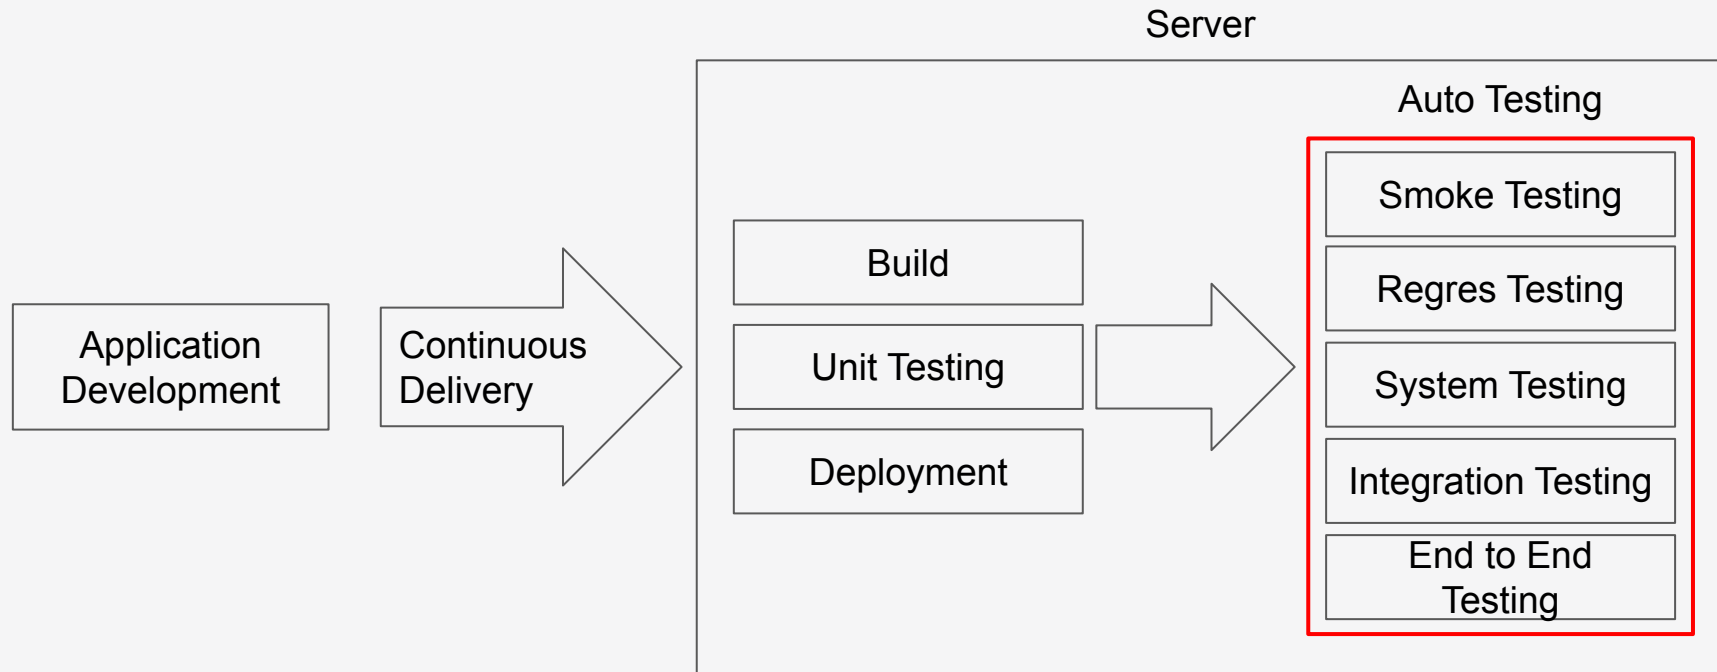 Server
Auto Testing
Application
Development
Continuous
Delivery
Build
Unit Testing
Deployment
Smoke Testing
Regres Testing
System Testing
Integration Testing
End to End
Testing